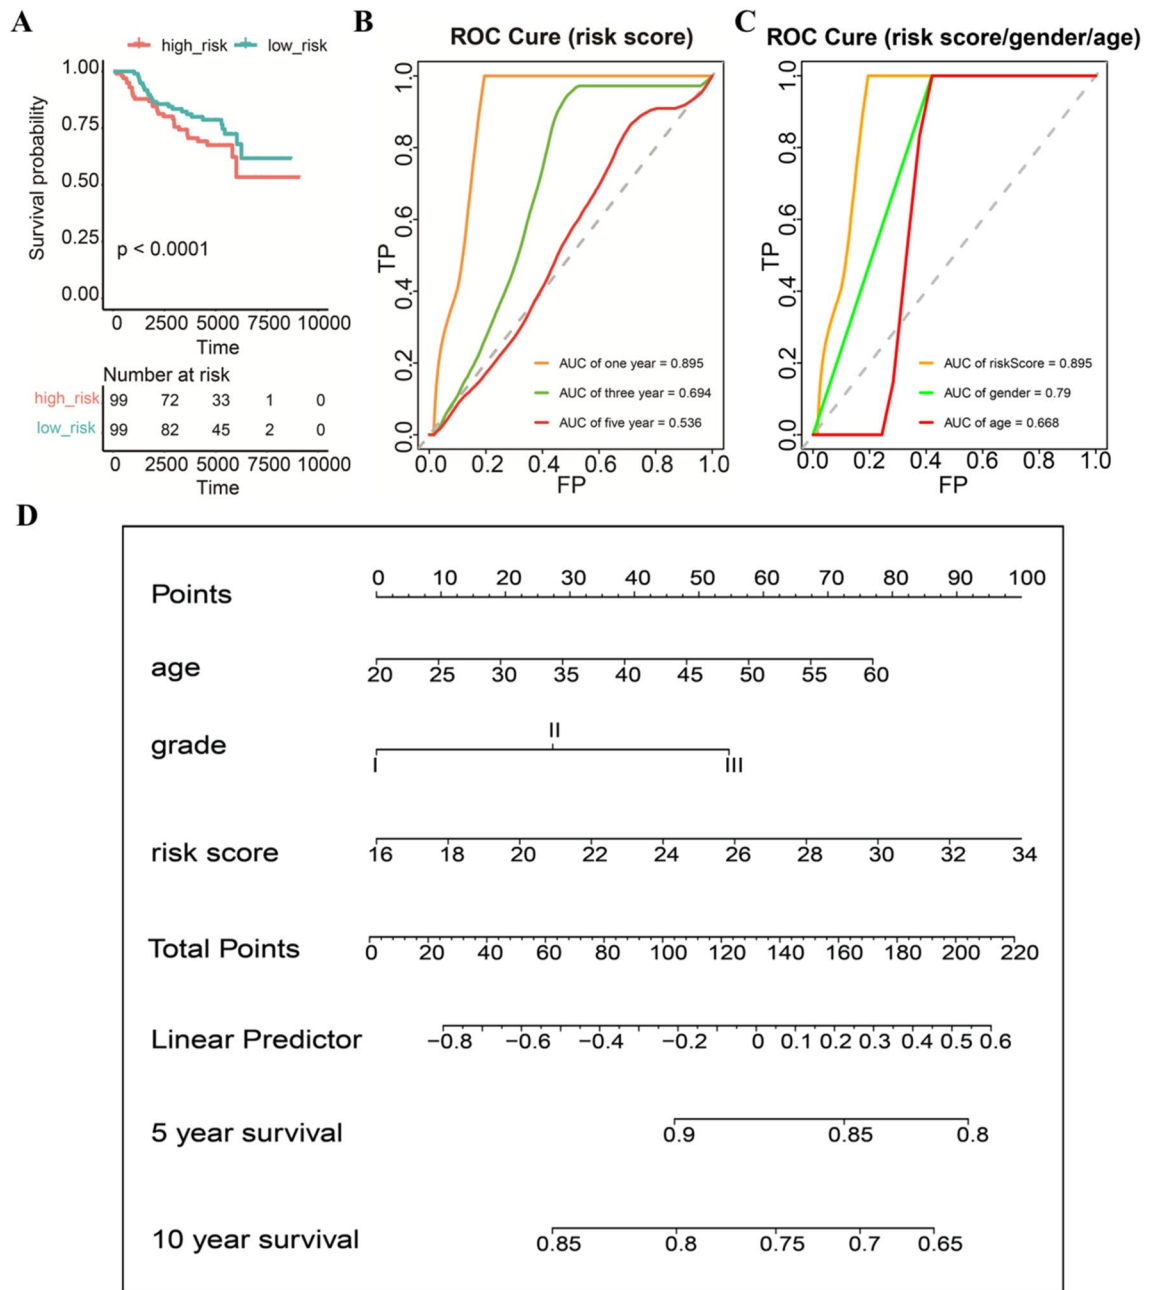 A
high_risk low_risk
Survival probability
1.00
0.75
0.50
0.25
0.00
p < 0.0001
0 2500 5000 7500 10000
Time
Number at risk
high_risk 99 72 33 1 0
low_risk 99 82 45 2 0
0 2500 5000 7500 10000
Time
B
ROC Cure (risk score)
TP
1.0
0.8
0.6
0.4
0.2
0.0
AUC of one year = 0.895
AUC of three year = 0.694
AUC of five year = 0.536
0.0 0.2 0.4 0.6 0.8 1.0
FP
C
ROC Cure (risk score/gender/age)
TP
1.0
0.8
0.6
0.4
0.2
0.0
AUC of riskScore = 0.895
AUC of gender = 0.79
AUC of age = 0.668
0.0 0.2 0.4 0.6 0.8 1.0
FP
D
Points 0 10 20 30 40 50 60 70 80 90 100
age 20 25 30 35 40 45 50 55 60
II
grade
I III
risk score 16 18 20 22 24 26 28 30 32 34
Total Points 0 20 40 60 80 100 120 140 160 180 200 220
Linear Predictor −0.8 −0.6 −0.4 −0.2 0 0.1 0.2 0.3 0.4 0.5 0.6
5 year survival 0.9 0.85 0.8
10 year survival 0.85 0.8 0.75 0.7 0.65